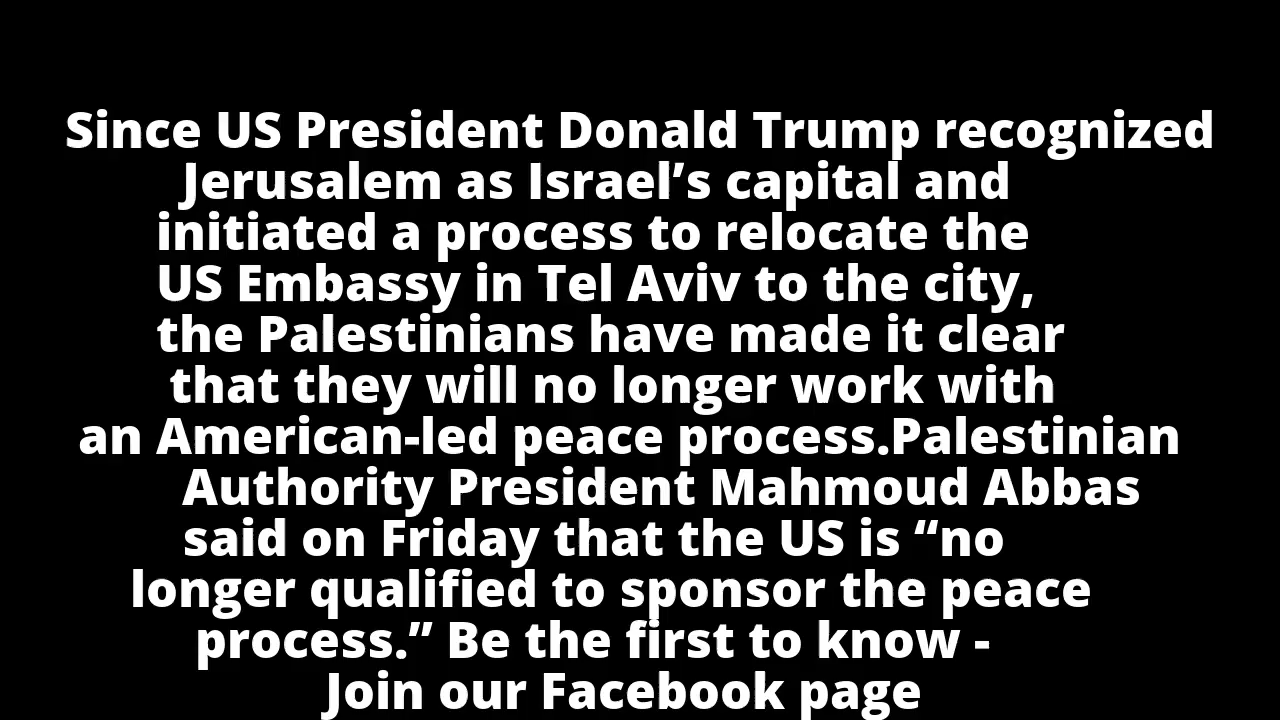 Since US President Donald Trump recognized
Jerusalem as Israel’s capital and
initiated a process to relocate the
US Embassy in Tel Aviv to the city,
the Palestinians have made it clear
that they will no longer work with
an American-led peace process.Palestinian
Authority President Mahmoud Abbas
said on Friday that the US is “no
longer qualified to sponsor the peace
process.” Be the first to know -
Join our Facebook page